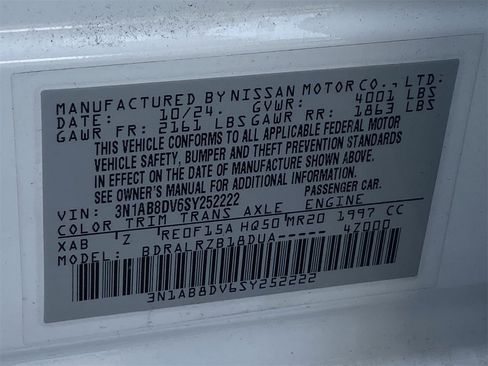 MANUFACTURED BY NISSAN MOTOR CO., LTD.
DATE: 10/24. GVWR: 4001 LBS
GAWR FR: 2161 LBS GAWR RR: 1863 LBS
THIS VEHICLE CONFORMS TO ALL APPLICABLE FEDERAL MOTOR
VEHICLE SAFETY, BUMPER AND THEFT PREVENTION STANDARDS
IN EFFECT ON THE DATE OF MANUFACTURE SHOWN ABOVE.
SEE OWNER'S MANUAL FOR ADDITIONAL INFORMATION.
VIN: 3N1AB8DV6SY252222 PASSENGER CAR.
COLOR TRIM TRANS AXLE ENGINE
XAB Z RE0F15A HQ50 MR20 1997 CC
MODEL: BDRALRZB18DUA----- 4Z000
3N1AB8DV6SY252222